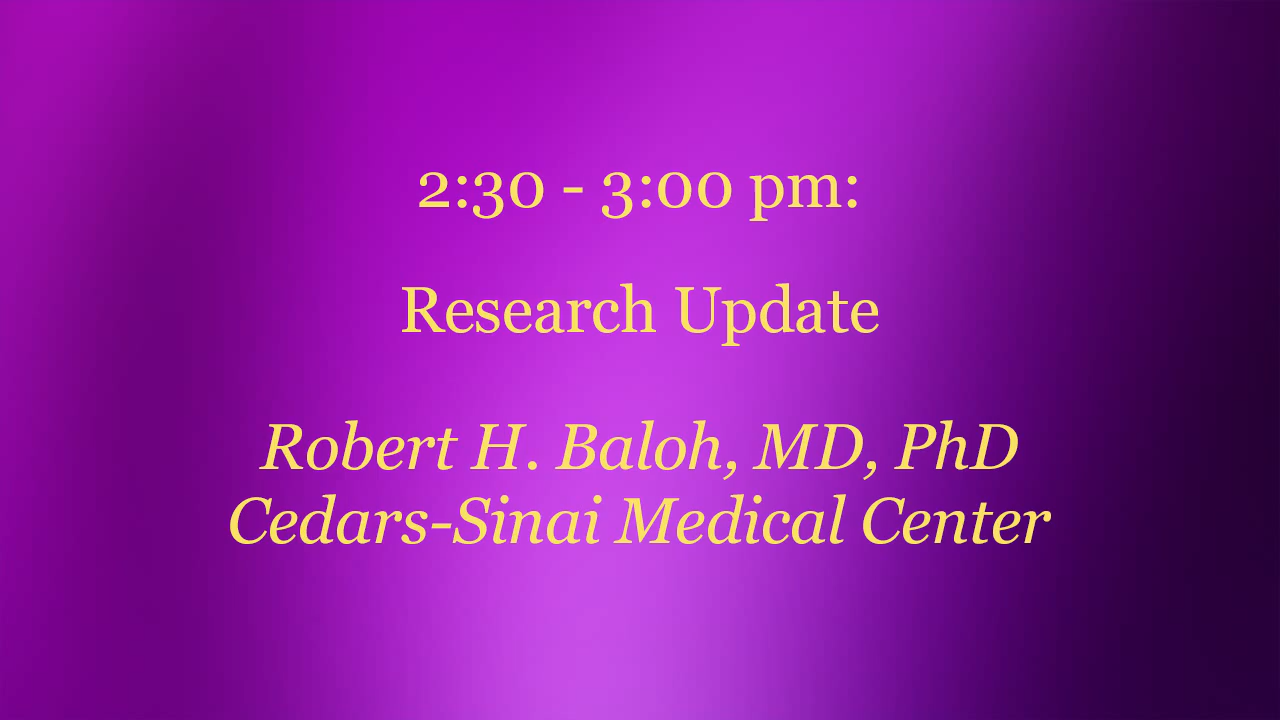 2:30 - 3:00 pm:
Research Update
Robert H. Baloh, MD, PhD
Cedars-Sinai Medical Center